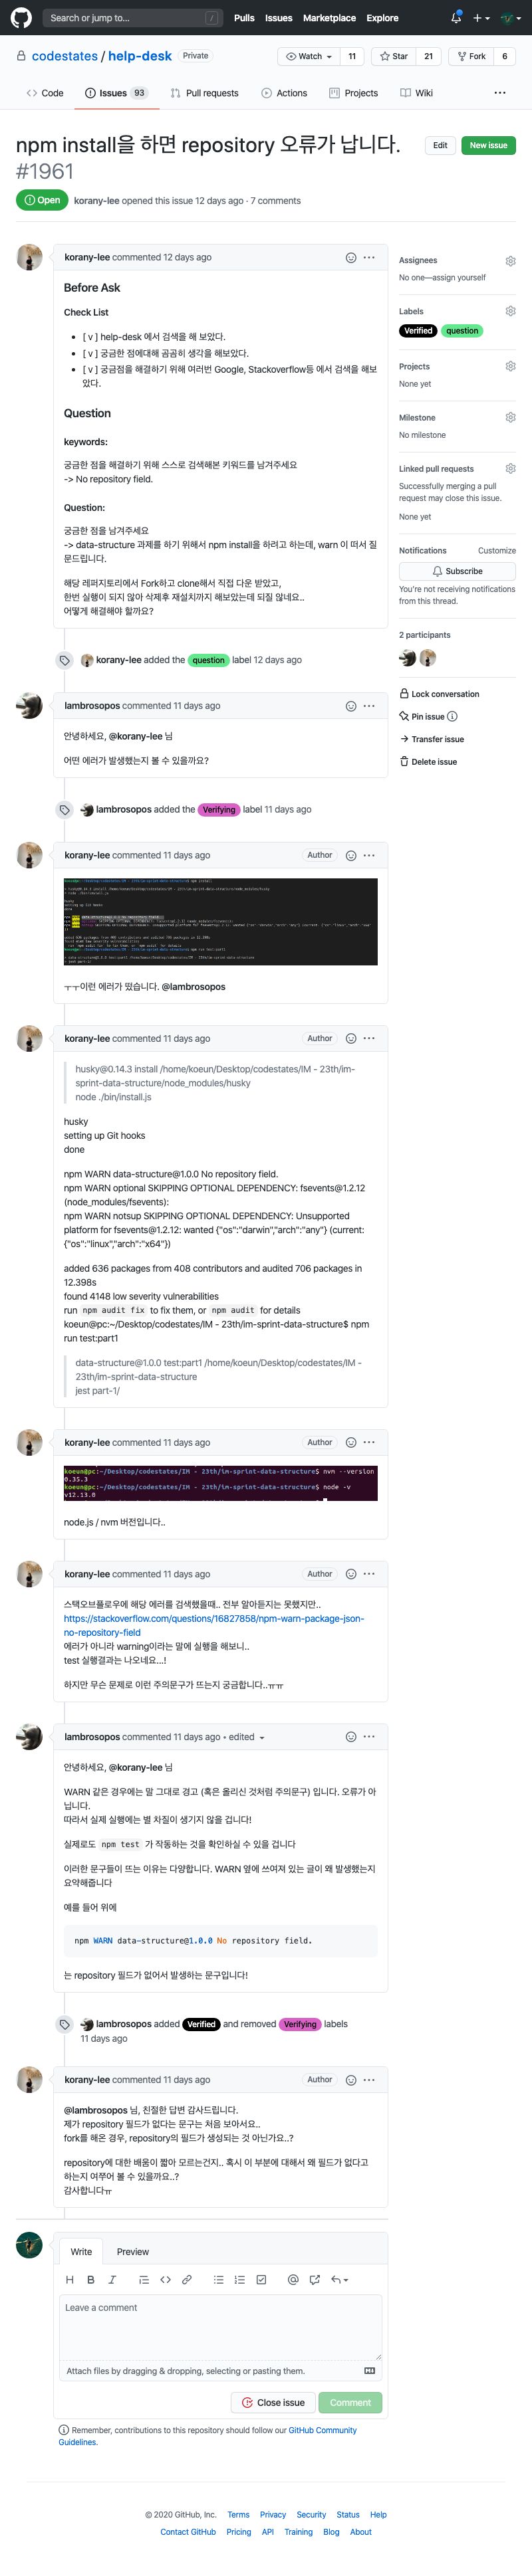 Search or jump to... /
Pulls Issues Marketplace Explore
codestates / help-desk Private
Watch 11 Star 21 Fork 6
Code Issues 93 Pull requests Actions Projects Wiki
npm install을 하면 repository 오류가 납니다.
#1961
Edit New issue
Open korany-lee opened this issue 12 days ago · 7 comments
korany-lee commented 12 days ago
Before Ask
Check List
• [ v ] help-desk 에서 검색을 해 보았다.
• [ v ] 궁금한 점에대해 곰곰히 생각을 해보았다.
• [ v ] 궁금점을 해결하기 위해 여러번 Google, Stackoverflow등 에서 검색을 해보
았다.
Question
keywords:
궁금한 점을 해결하기 위해 스스로 검색해본 키워드를 남겨주세요
-> No repository field.
Question:
궁금한 점을 남겨주세요
-> data-structure 과제를 하기 위해서 npm install을 하려고 하는데, warn 이 떠서 질
문드립니다.
해당 레퍼지토리에서 Fork하고 clone해서 직접 다운 받았고,
한번 실행이 되지 않아 삭제후 재설치까지 해보았는데 되질 않네요..
어떻게 해결해야 할까요?
korany-lee added the question label 12 days ago
lambrosopos commented 11 days ago
안녕하세요, @korany-lee 님
어떤 에러가 발생했는지 볼 수 있을까요?
lambrosopos added the Verifying label 11 days ago
korany-lee commented 11 days ago Author
ㅜㅜ이런 에러가 떴습니다. @lambrosopos
korany-lee commented 11 days ago Author
husky@0.14.3 install /home/koeun/Desktop/codestates/IM - 23th/im-
sprint-data-structure/node_modules/husky
node ./bin/install.js
husky
setting up Git hooks
done
npm WARN data-structure@1.0.0 No repository field.
npm WARN optional SKIPPING OPTIONAL DEPENDENCY: fsevents@1.2.12
(node_modules/fsevents):
npm WARN notsup SKIPPING OPTIONAL DEPENDENCY: Unsupported
platform for fsevents@1.2.12: wanted {"os":"darwin","arch":"any"} (current:
{"os":"linux","arch":"x64"})
added 636 packages from 408 contributors and audited 706 packages in
12.398s
found 4148 low severity vulnerabilities
run npm audit fix to fix them, or npm audit for details
koeun@pc:~/Desktop/codestates/IM - 23th/im-sprint-data-structure$ npm
run test:part1
data-structure@1.0.0 test:part1 /home/koeun/Desktop/codestates/IM -
23th/im-sprint-data-structure
jest part-1/
korany-lee commented 11 days ago Author
koeun@pc:~/Desktop/codestates/IM - 23th/im-sprint-data-structure$ nvm --version
0.35.3
koeun@pc:~/Desktop/codestates/IM - 23th/im-sprint-data-structure$ node -v
v12.13.0
node.js / nvm 버전입니다..
korany-lee commented 11 days ago Author
스택오브플로우에 해당 에러를 검색했을때.. 전부 알아듣지는 못했지만..
https://stackoverflow.com/questions/16827858/npm-warn-package-json-
no-repository-field
에러가 아니라 warning이라는 말에 실행을 해보니..
test 실행결과는 나오네요...!
하지만 무슨 문제로 이런 주의문구가 뜨는지 궁금합니다..ㅠㅠ
lambrosopos commented 11 days ago • edited
안녕하세요, @korany-lee 님
WARN 같은 경우에는 말 그대로 경고 (혹은 올리신 것처럼 주의문구) 입니다. 오류가 아
닙니다.
따라서 실제 실행에는 별 차질이 생기지 않을 겁니다!
실제로도 npm test 가 작동하는 것을 확인하실 수 있을 겁니다
이러한 문구들이 뜨는 이유는 다양합니다. WARN 옆에 쓰여져 있는 글이 왜 발생했는지
요약해줍니다
예를 들어 위에
npm WARN data-structure@1.0.0 No repository field.
는 repository 필드가 없어서 발생하는 문구입니다!
lambrosopos added Verified and removed Verifying labels
11 days ago
korany-lee commented 11 days ago Author
@lambrosopos 님, 친절한 답변 감사드립니다.
제가 repository 필드가 없다는 문구는 처음 보아서요..
fork를 해온 경우, repository의 필드가 생성되는 것 아닌가요..?
repository에 대한 배움이 짧아 모르는건지.. 혹시 이 부분에 대해서 왜 필드가 없다고
하는지 여쭈어 볼 수 있을까요..?
감사합니다ㅠ
Write Preview
Leave a comment
Attach files by dragging & dropping, selecting or pasting them.
Close issue Comment
Remember, contributions to this repository should follow our GitHub Community
Guidelines.
Assignees
No one—assign yourself
Labels
Verified question
Projects
None yet
Milestone
No milestone
Linked pull requests
Successfully merging a pull
request may close this issue.
None yet
Notifications Customize
Subscribe
You're not receiving notifications
from this thread.
2 participants
Lock conversation
Pin issue
Transfer issue
Delete issue
© 2020 GitHub, Inc. Terms Privacy Security Status Help
Contact GitHub Pricing API Training Blog About